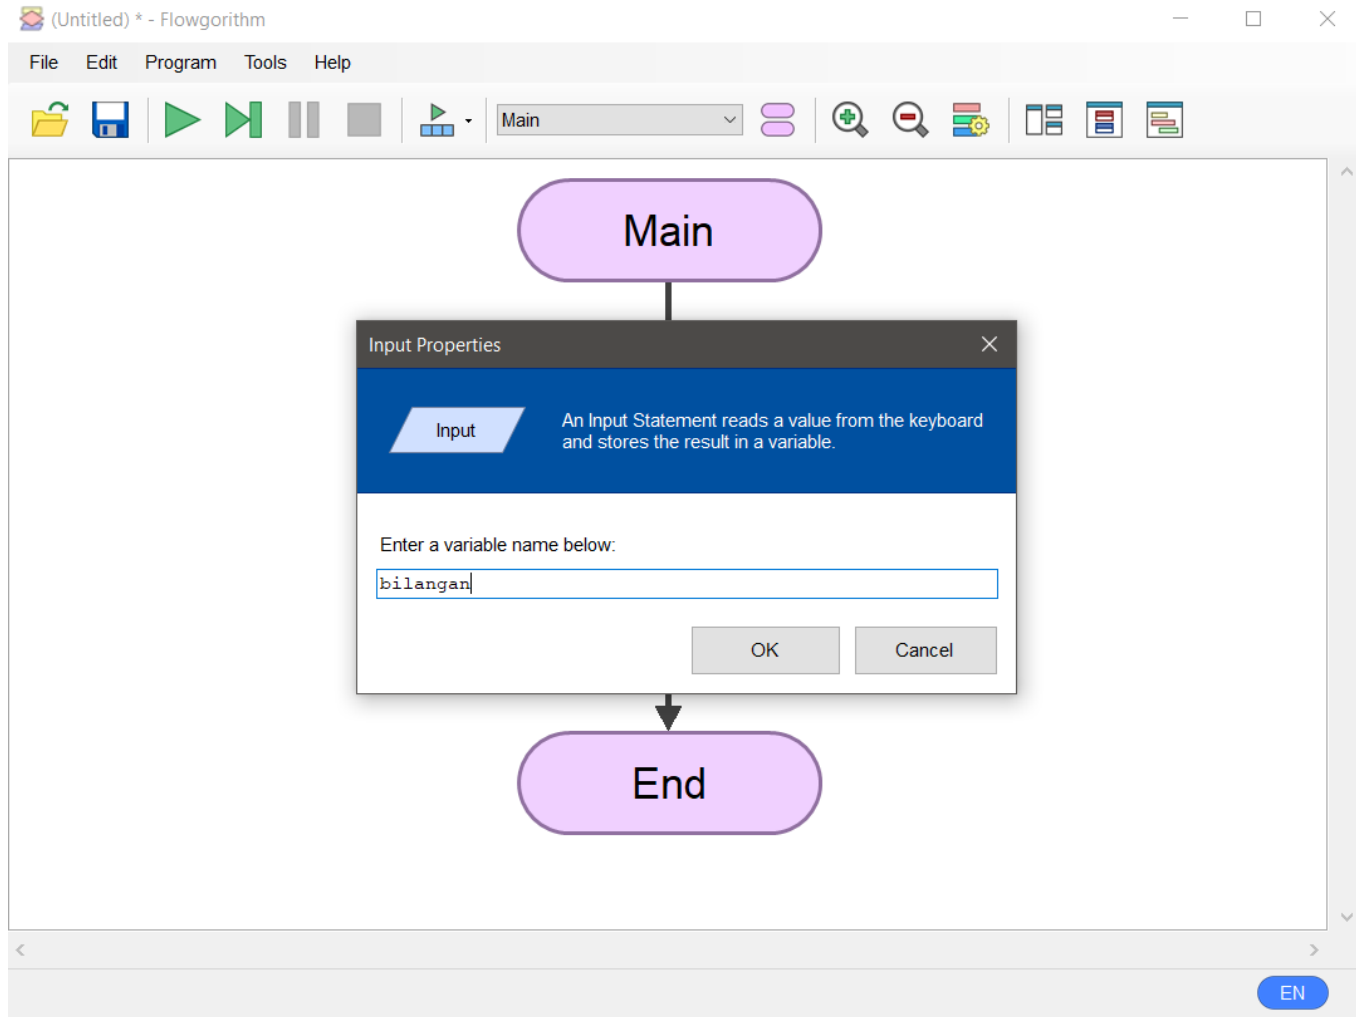 (Untitled) * - Flowgorithm
File Edit Program Tools Help
Main
Main
Input Properties
Input
An Input Statement reads a value from the keyboard
and stores the result in a variable.
Enter a variable name below:
bilangan
OK Cancel
End
EN